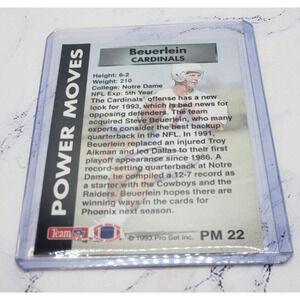 POWER MOVES
Beuerlein
CARDINALS
Height: 6-2
Weight: 210
College: Notre Dame
NFL Exp: 5th Year
The Cardinals' offense has a new
look for 1993, which is bad news for
opposing defenders. The team
acquired Steve Beuerlein, who many
experts consider the best backup
quarterback in the NFL. In 1991,
Beuerlein replaced an injured Troy
Aikman and led Dallas to their first
playoff appearance since 1986. A
record-setting quarterback at Notre
Dame, he compiled a 12-7 record as
a starter with the Cowboys and the
Raiders. Beuerlein hopes there are
winning ways in the cards for
Phoenix next season.
Team NFL
© 1993 Pro Set Inc.
PM 22